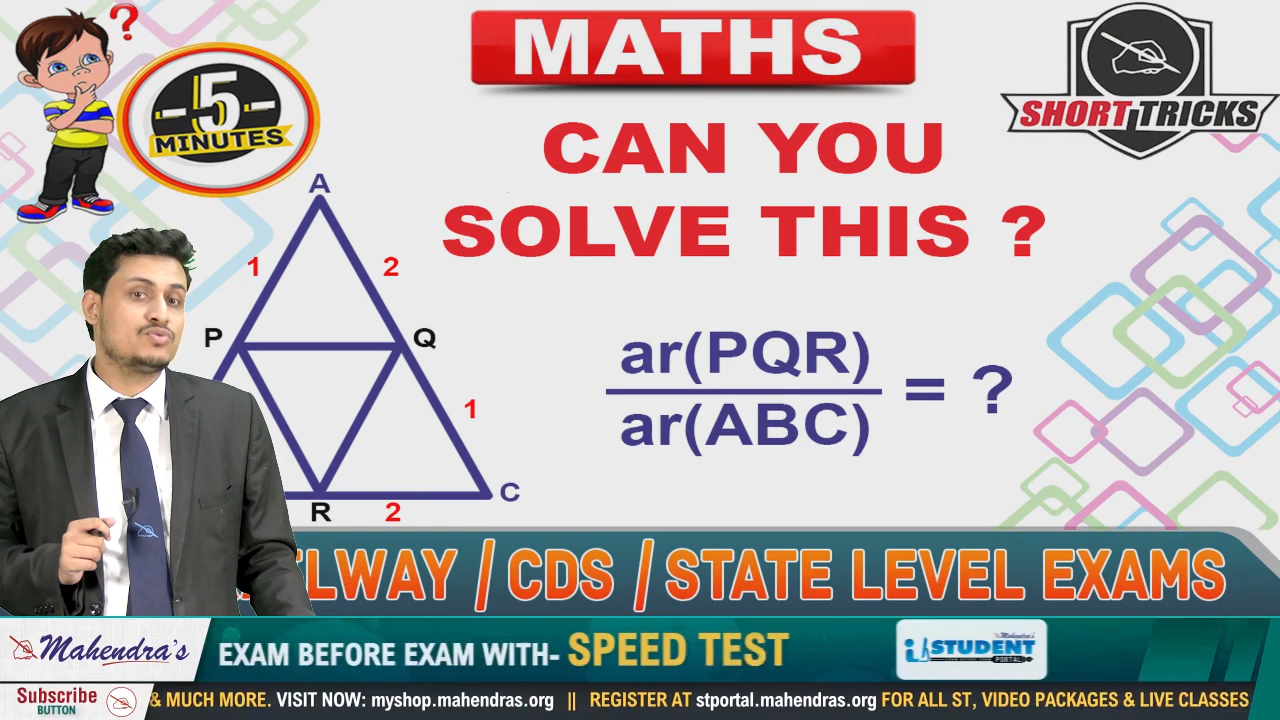 ?
MATHS
-5-
MINUTES
SHORT TRICKS
CAN YOU
SOLVE THIS ?
A
1
2
P
Q
ar(PQR)
ar(ABC)
= ?
1
C
R
2
LWAY / CDS / STATE LEVEL EXAMS
Mahendra's
EXAM BEFORE EXAM WITH- SPEED TEST
Mahendra's
STUDENT
PORTAL
Subscribe
BUTTON
& MUCH MORE. VISIT NOW: myshop.mahendras.org || REGISTER AT stportal.mahendras.org FOR ALL ST, VIDEO PACKAGES & LIVE CLASSES